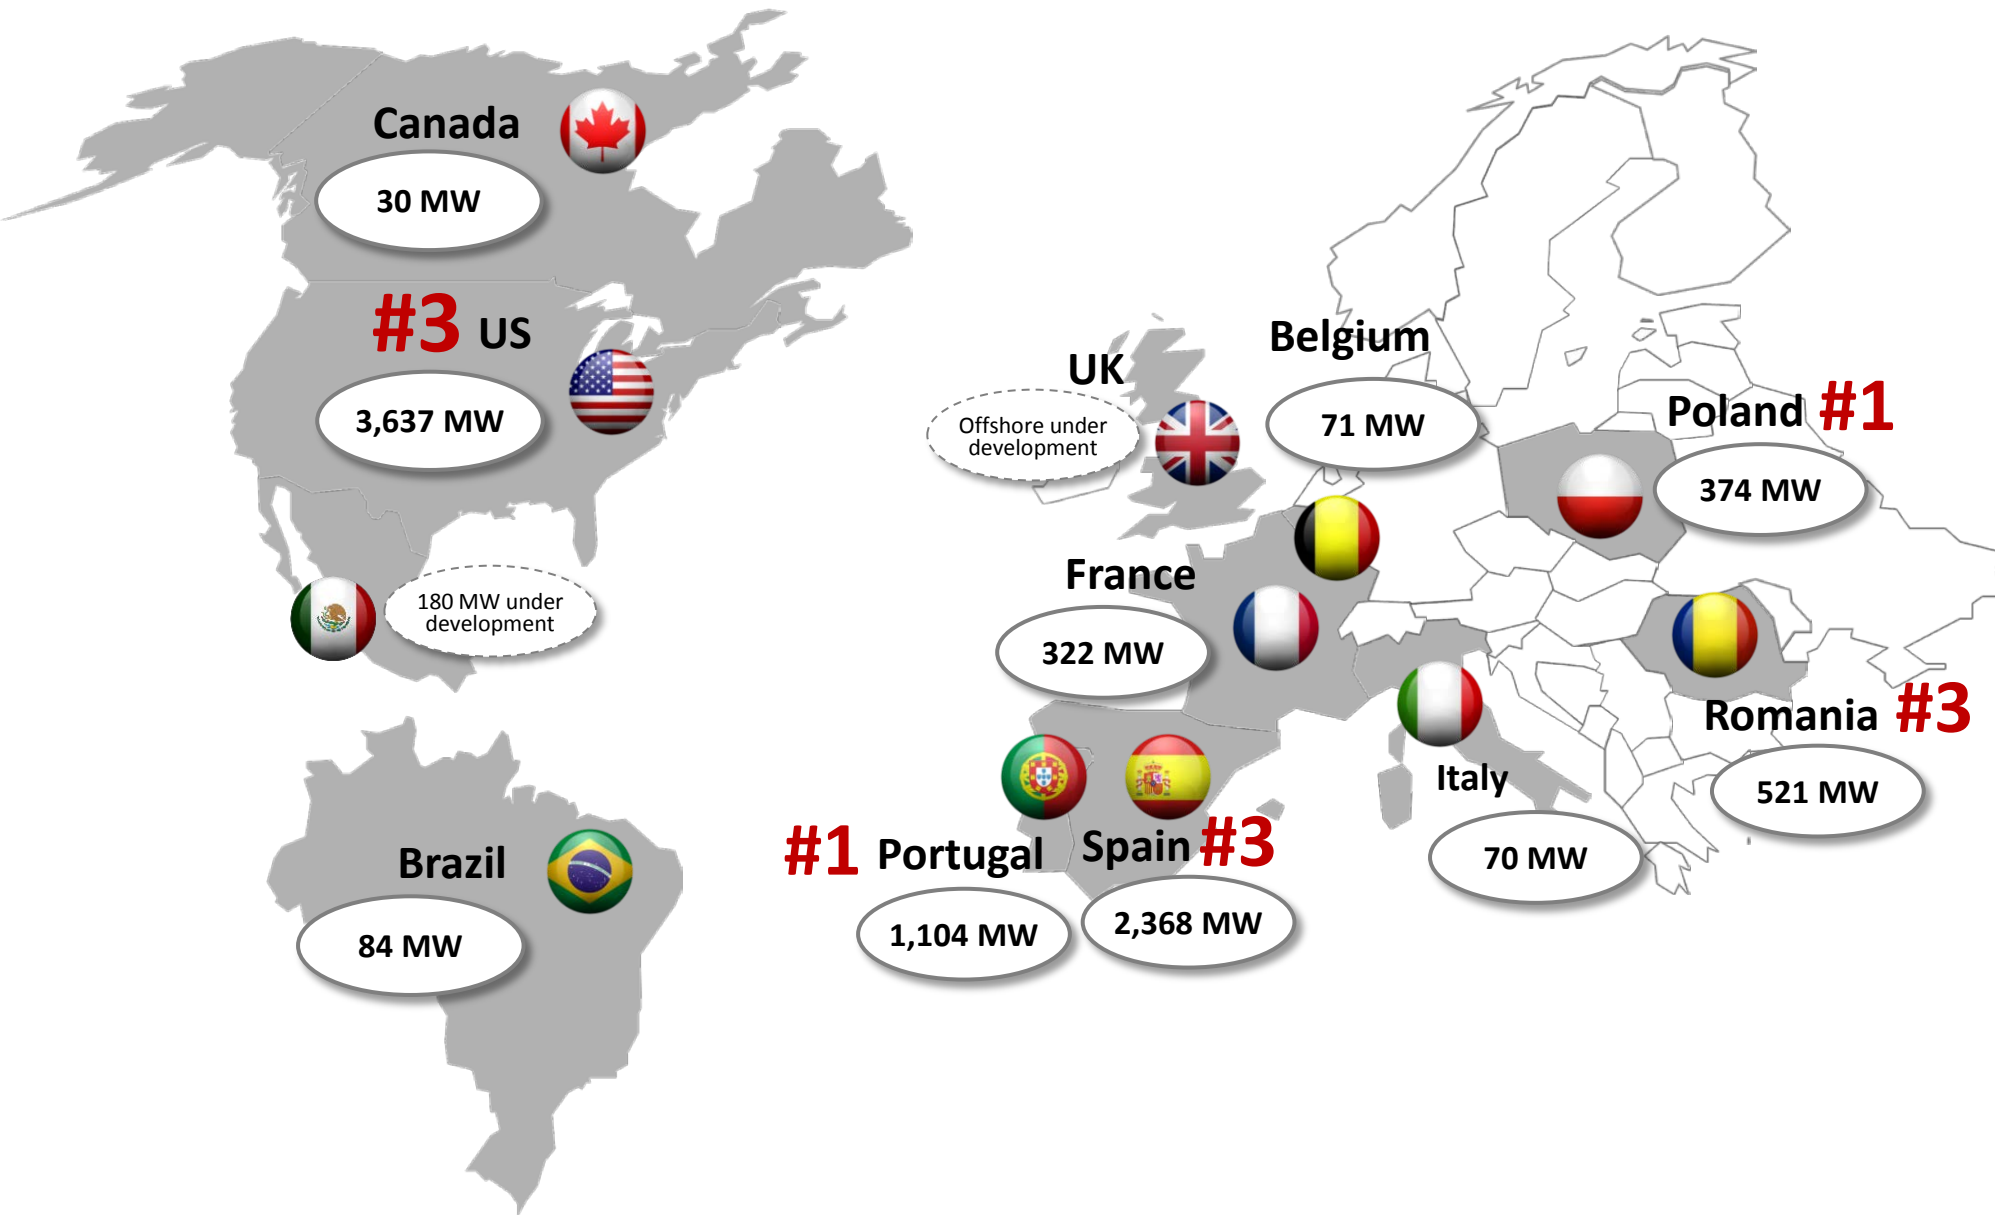 Canada
30 MW
#3 US
3,637 MW
180 MW under
development
Brazil
84 MW
UK
Offshore under
development
Belgium
71 MW
Poland #1
374 MW
France
322 MW
Romania #3
521 MW
Italy
70 MW
#1 Portugal
1,104 MW
Spain #3
2,368 MW